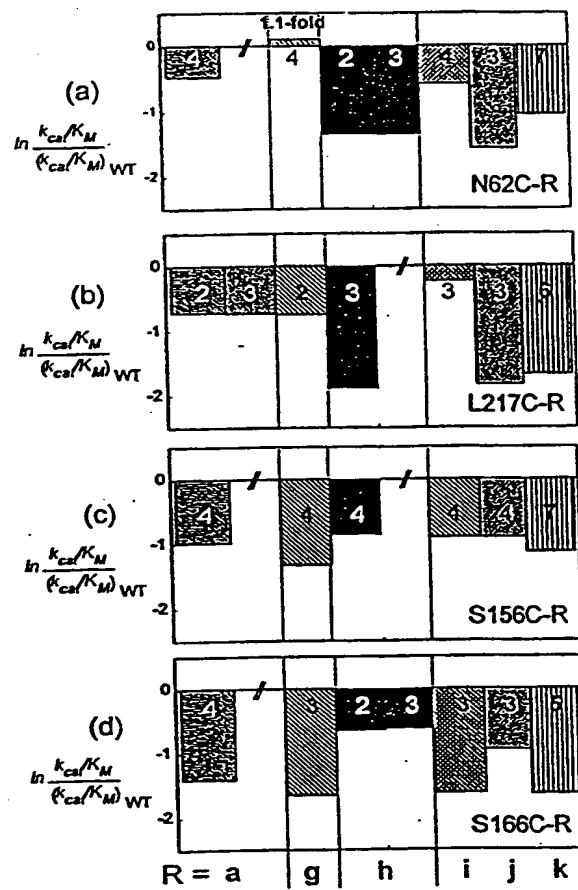 1.1-fold
0
4
//
4
2 3
4
3
7
(a)
-1
ln kcat/KM
(kcat/KM)WT
-2
N62C-R
0
2
3
2
3
//
3
3
6
(b)
-1
ln kcat/KM
(kcat/KM)WT
-2
L217C-R
0
4
//
4
4
4
4
7
(c)
-1
ln kcat/KM
(kcat/KM)WT
-2
S156C-R
0
4
//
3
2 3
3
3
6
(d)
-1
ln kcat/KM
(kcat/KM)WT
-2
S166C-R
R = a g h i j k